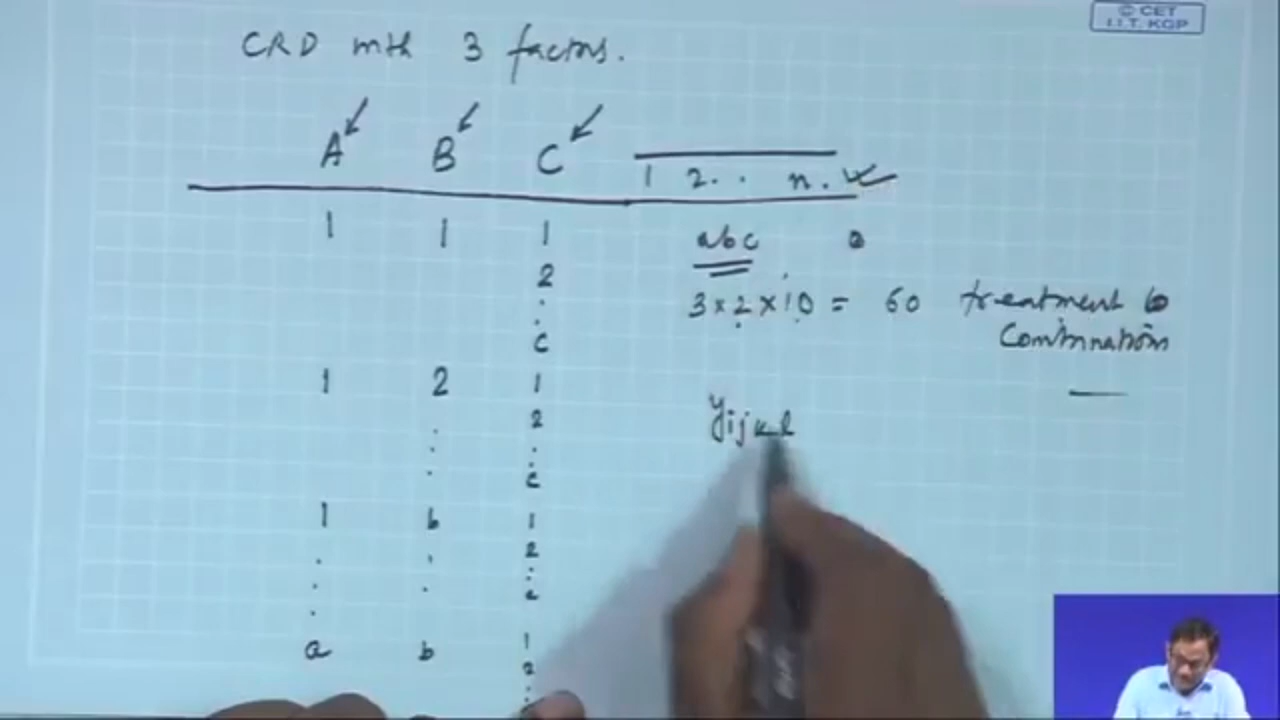 © CET
I.I.T. KGP
CRD with 3 factors.
A B C 1 2 . . n .
1 1 1 abc
2
.
.
c
3 x 2 x 10 = 60 treatment
Combinations
1 2 1
. 2
. .
. c
yijkl
1 b 1
. . 2
. . :
. c
a b 1
2
.
.